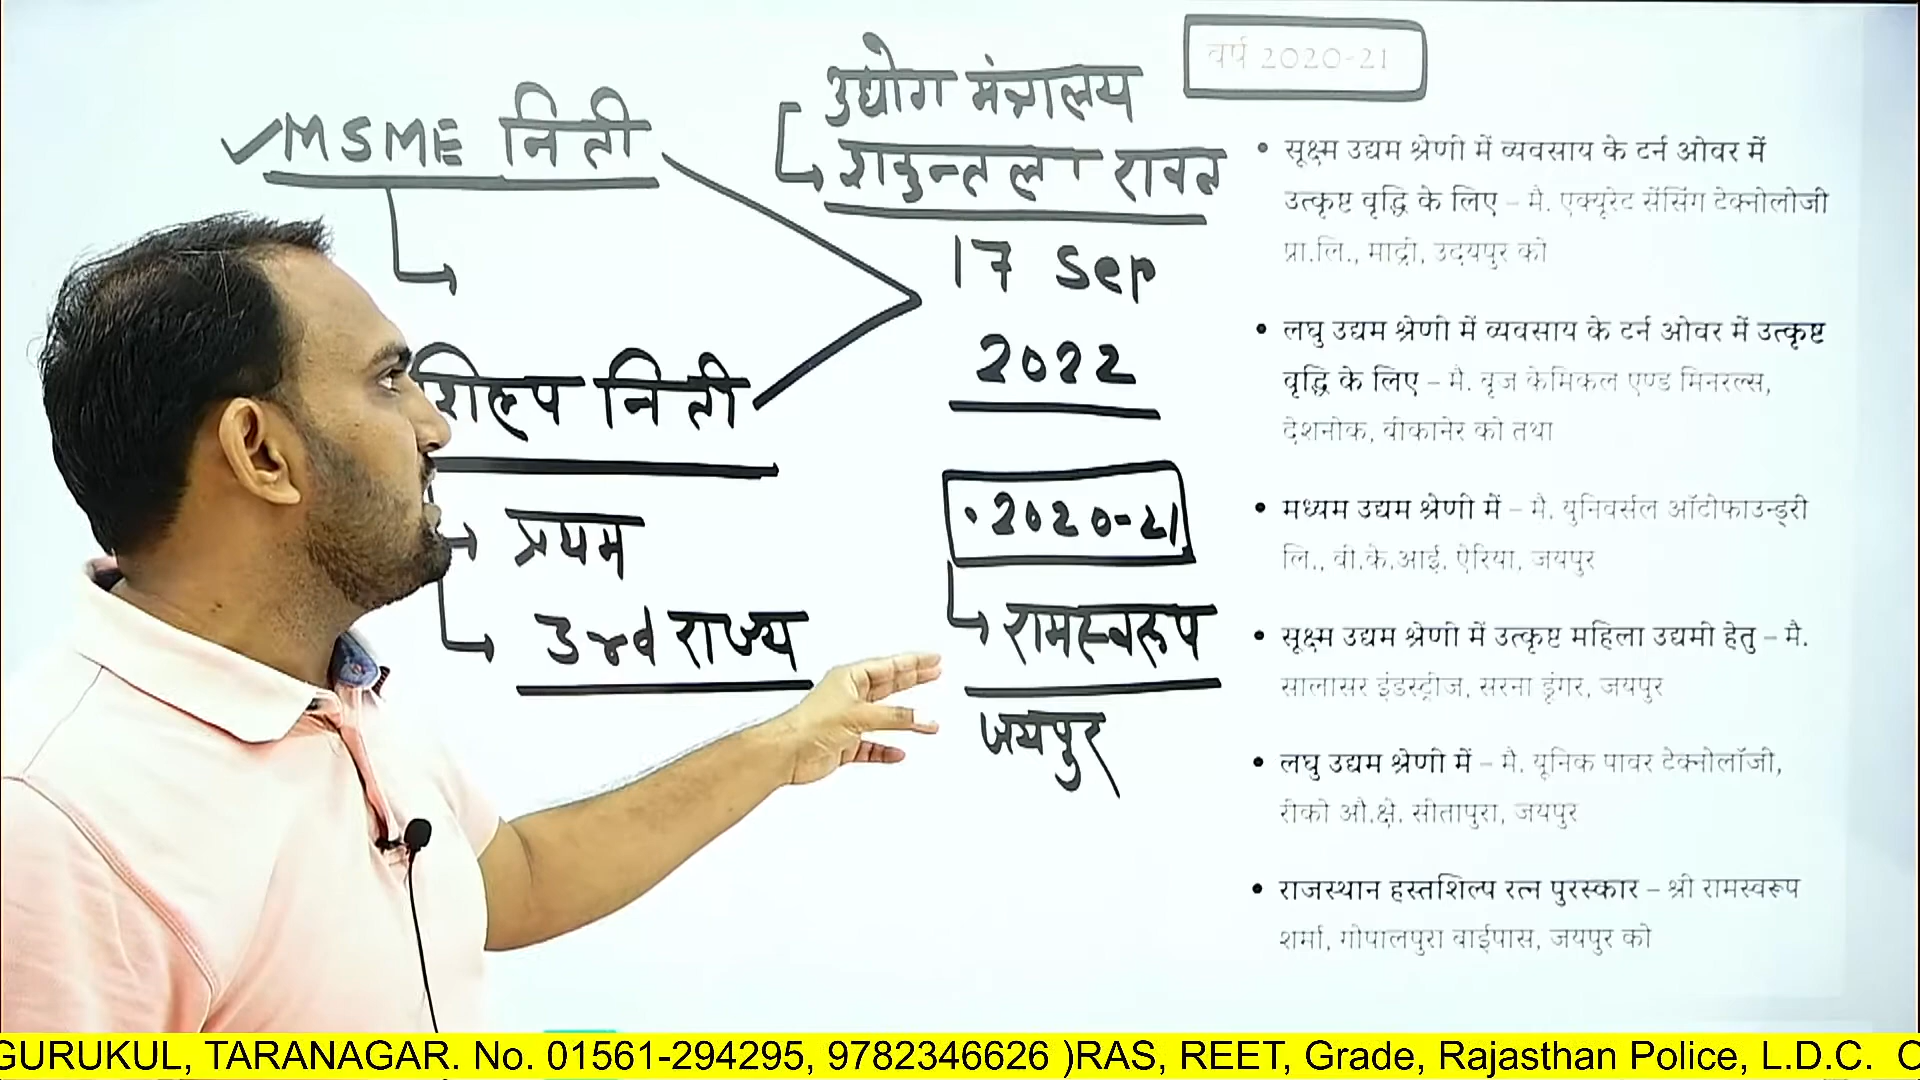 ✓MSME निती
शिल्प निती
प्रथम
3rd राज्य
उद्योग मंत्रालय
शकुन्तला रावत
17 Sep
2022
• 2020-21
रामस्वरूप
जयपुर
वर्ष 2020-21
• सूक्ष्म उद्यम श्रेणी में व्यवसाय के टर्न ओवर में
उत्कृष्ट वृद्धि के लिए – मै. एक्यूरेट सेंसिंग टेक्नोलोजी
प्रा.लि., माद्री, उदयपुर को
• लघु उद्यम श्रेणी में व्यवसाय के टर्न ओवर में उत्कृष्ट
वृद्धि के लिए – मै. वृज केमिकल एण्ड मिनरल्स,
देशनोक, बीकानेर को तथा
• मध्यम उद्यम श्रेणी में – मै. युनिवर्सल ऑटोफाउन्ड्री
लि., वी.के.आई. ऐरिया, जयपुर
• सूक्ष्म उद्यम श्रेणी में उत्कृष्ट महिला उद्यमी हेतु – मै.
सालासर इंडस्ट्रीज, सरना डूंगर, जयपुर
• लघु उद्यम श्रेणी में – मै. यूनिक पावर टेक्नोलॉजी,
रीको औ.क्षे. सीतापुरा, जयपुर
• राजस्थान हस्तशिल्प रत्न पुरस्कार – श्री रामस्वरूप
शर्मा, गोपालपुरा बाईपास, जयपुर को
GURUKUL, TARANAGAR. No. 01561-294295, 9782346626 )RAS, REET, Grade, Rajasthan Police, L.D.C.